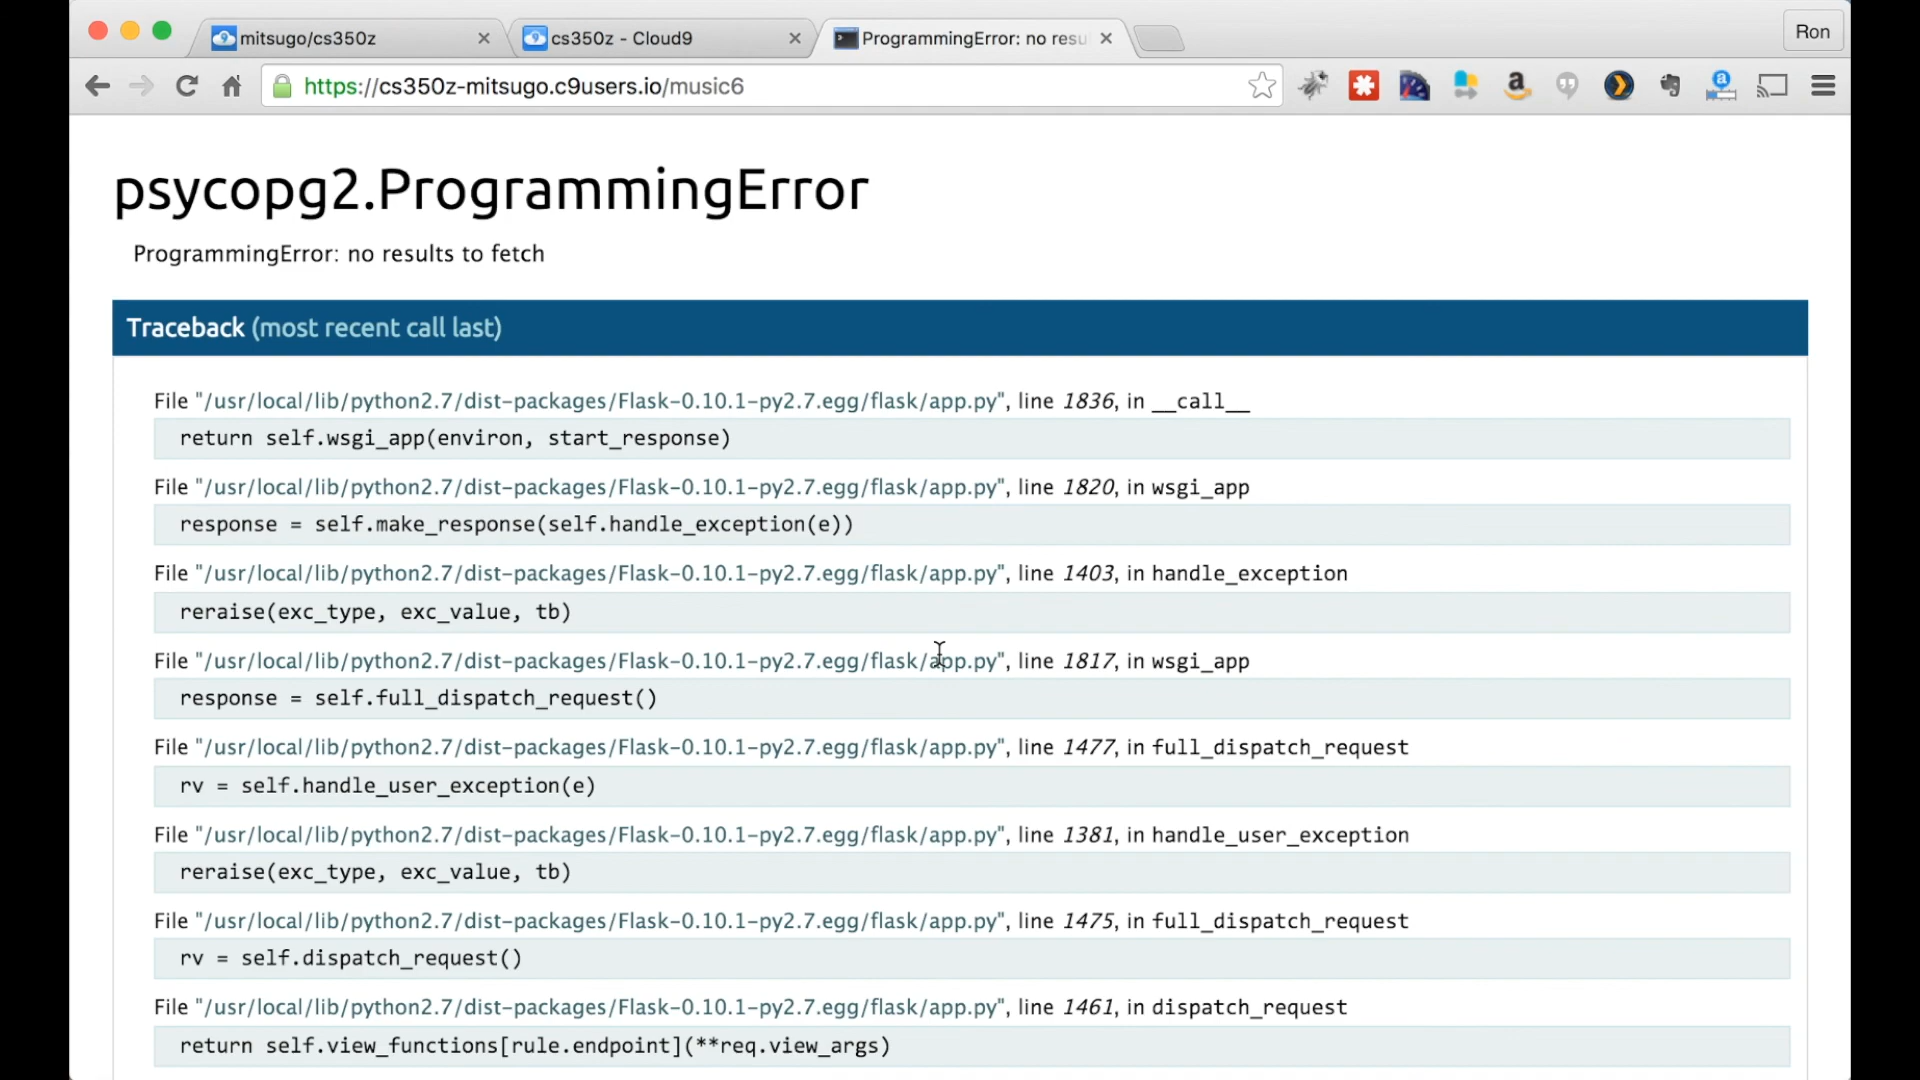 mitsugo/cs350z
cs350z - Cloud9
ProgrammingError: no resu
Ron
https://cs350z-mitsugo.c9users.io/music6
psycopg2.ProgrammingError
ProgrammingError: no results to fetch
Traceback (most recent call last)
File "/usr/local/lib/python2.7/dist-packages/Flask-0.10.1-py2.7.egg/flask/app.py", line 1836, in __call__
return self.wsgi_app(environ, start_response)
File "/usr/local/lib/python2.7/dist-packages/Flask-0.10.1-py2.7.egg/flask/app.py", line 1820, in wsgi_app
response = self.make_response(self.handle_exception(e))
File "/usr/local/lib/python2.7/dist-packages/Flask-0.10.1-py2.7.egg/flask/app.py", line 1403, in handle_exception
reraise(exc_type, exc_value, tb)
File "/usr/local/lib/python2.7/dist-packages/Flask-0.10.1-py2.7.egg/flask/app.py", line 1817, in wsgi_app
response = self.full_dispatch_request()
File "/usr/local/lib/python2.7/dist-packages/Flask-0.10.1-py2.7.egg/flask/app.py", line 1477, in full_dispatch_request
rv = self.handle_user_exception(e)
File "/usr/local/lib/python2.7/dist-packages/Flask-0.10.1-py2.7.egg/flask/app.py", line 1381, in handle_user_exception
reraise(exc_type, exc_value, tb)
File "/usr/local/lib/python2.7/dist-packages/Flask-0.10.1-py2.7.egg/flask/app.py", line 1475, in full_dispatch_request
rv = self.dispatch_request()
File "/usr/local/lib/python2.7/dist-packages/Flask-0.10.1-py2.7.egg/flask/app.py", line 1461, in dispatch_request
return self.view_functions[rule.endpoint](**req.view_args)